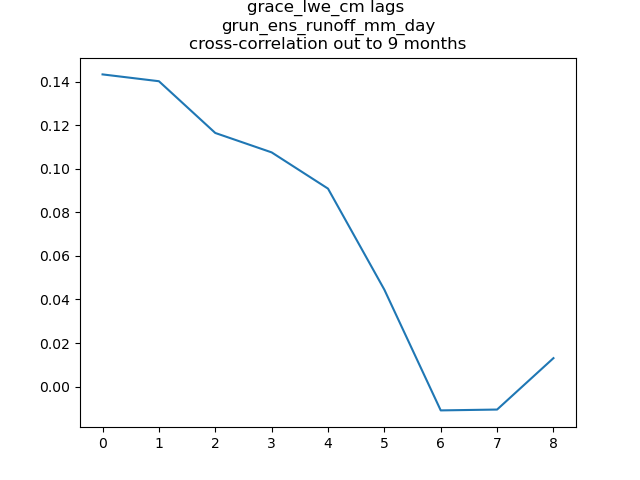 grace_lwe_cm lags
grun_ens_runoff_mm_day
cross-correlation out to 9 months
0.14
0.12
0.10
0.08
0.06
0.04
0.02
0.00
0 1 2 3 4 5 6 7 8